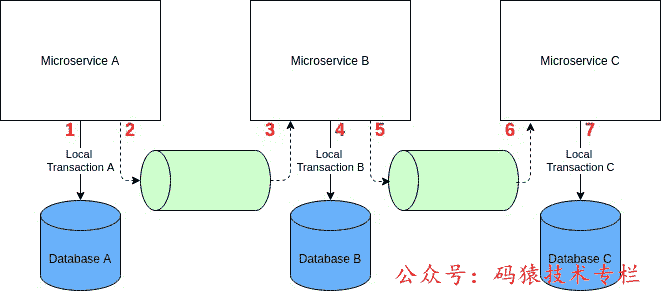 Microservice A
Microservice B
Microservice C
1
2
3
4
5
6
7
Local
Transaction A
Local
Transaction B
Local
Transaction C
Database A
Database B
Database C
公众号：码猿技术专栏